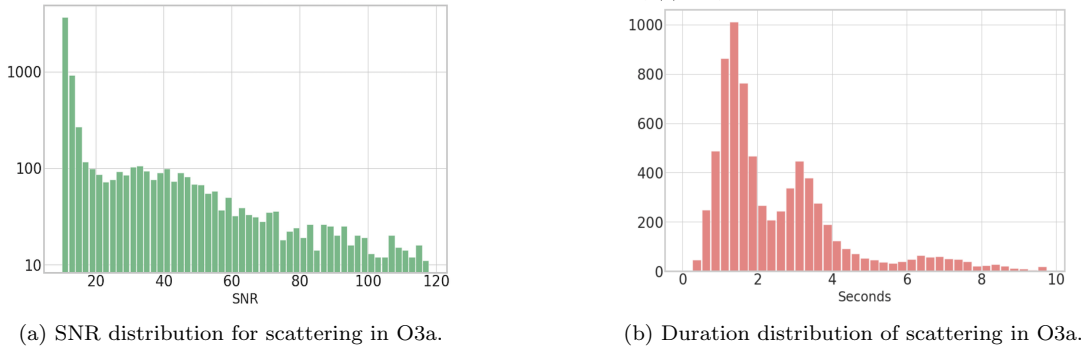 1000
100
10
20 40 60 80 100 120
SNR
(a) SNR distribution for scattering in O3a.
1000
800
600
400
200
0
0 2 4 6 8 10
Seconds
(b) Duration distribution of scattering in O3a.